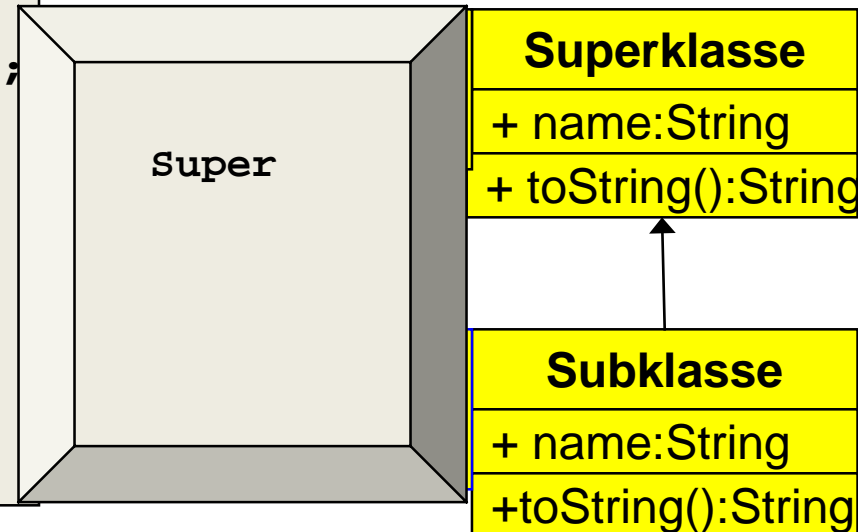 ;
Super
Superklasse
+ name:String
+ toString():String
Subklasse
+ name:String
+toString():String